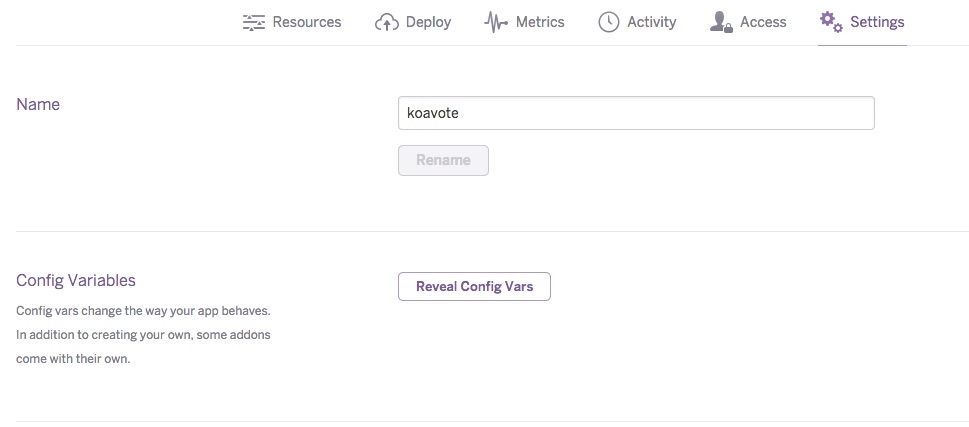 Resources Deploy Metrics Activity Access Settings
Name
koavote
Rename
Config Variables
Reveal Config Vars
Config vars change the way your app behaves.
In addition to creating your own, some addons
come with their own.